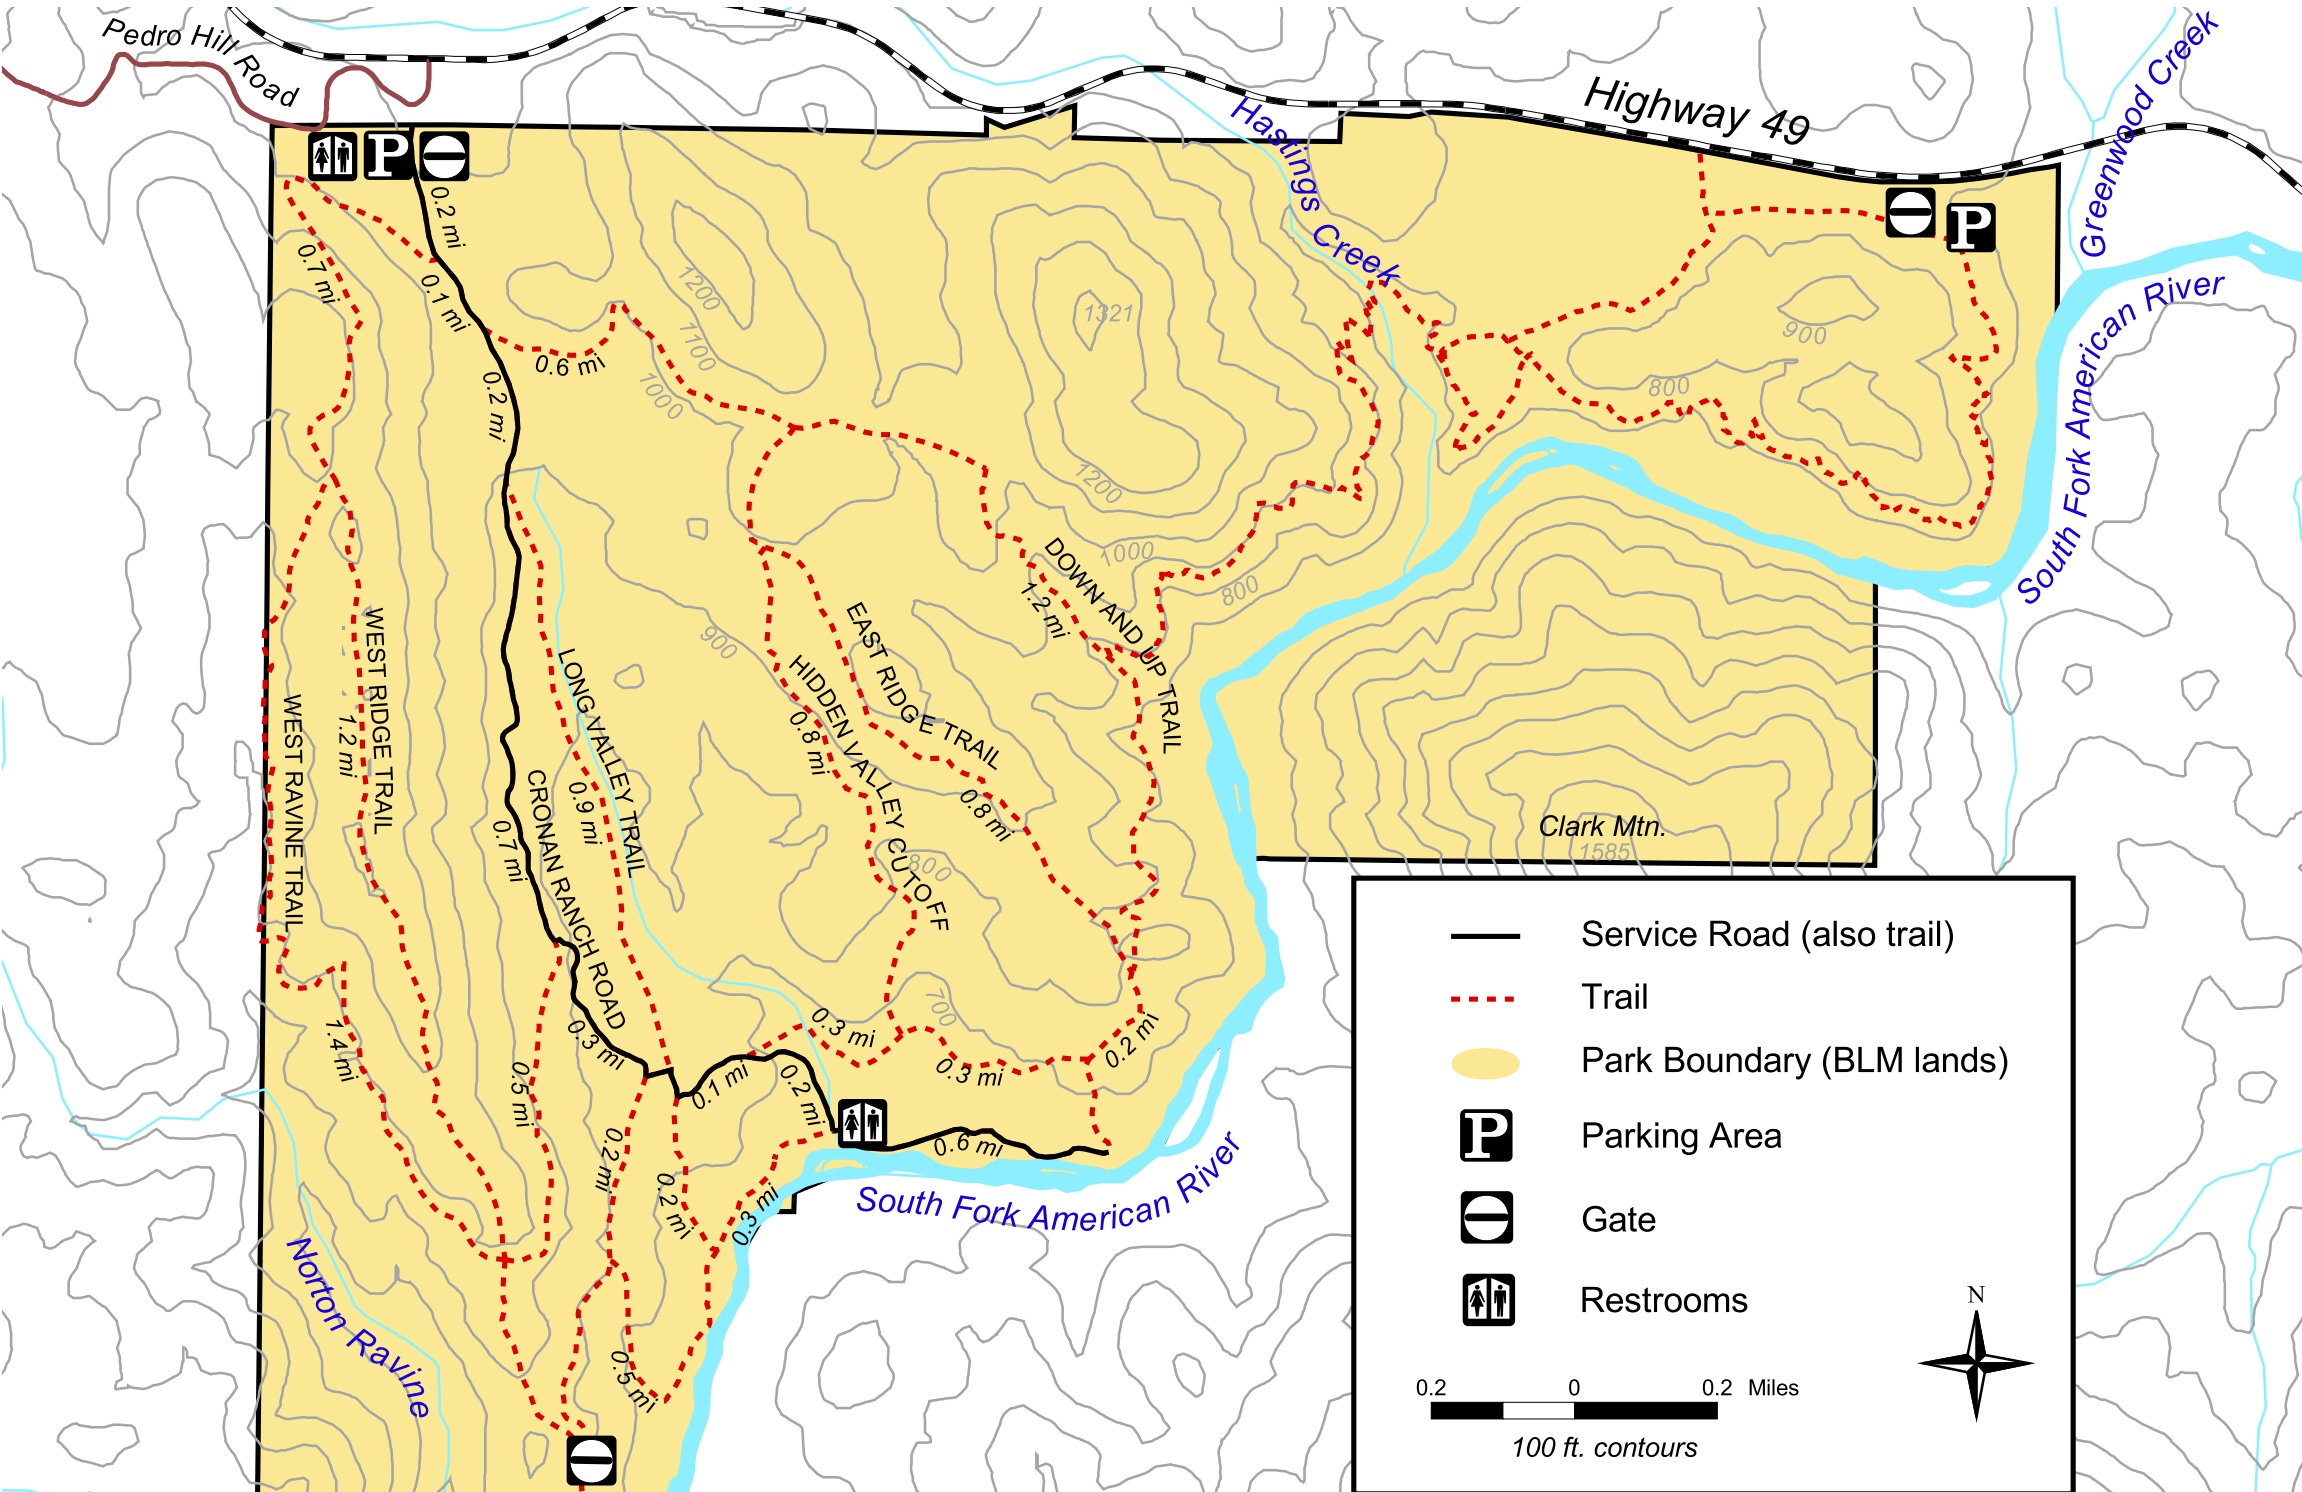 Pedro Hill Road
Highway 49
Greenwood Creek
Hastings Creek
South Fork American River
P
P
0.2 mi
0.7 mi
0.1 mi
0.6 mi
0.2 mi
1200
1100
1000
1321
1200
1000
800
900
800
DOWN AND UP TRAIL
1.2 mi
EAST RIDGE TRAIL
0.8 mi
HIDDEN VALLEY CUTOFF
0.8 mi
900
800
700
LONG VALLEY TRAIL
0.9 mi
CRONAN RANCH ROAD
0.7 mi
WEST RIDGE TRAIL
1.2 mi
WEST RAVINE TRAIL
1.4 mi
0.3 mi
0.5 mi
0.2 mi
0.2 mi
0.1 mi
0.2 mi
0.3 mi
0.3 mi
0.2 mi
0.6 mi
0.3 mi
0.5 mi
South Fork American River
Norton Ravine
Clark Mtn.
1585
Service Road (also trail)
Trail
Park Boundary (BLM lands)
P Parking Area
Gate
Restrooms
N
0.2 0 0.2 Miles
100 ft. contours